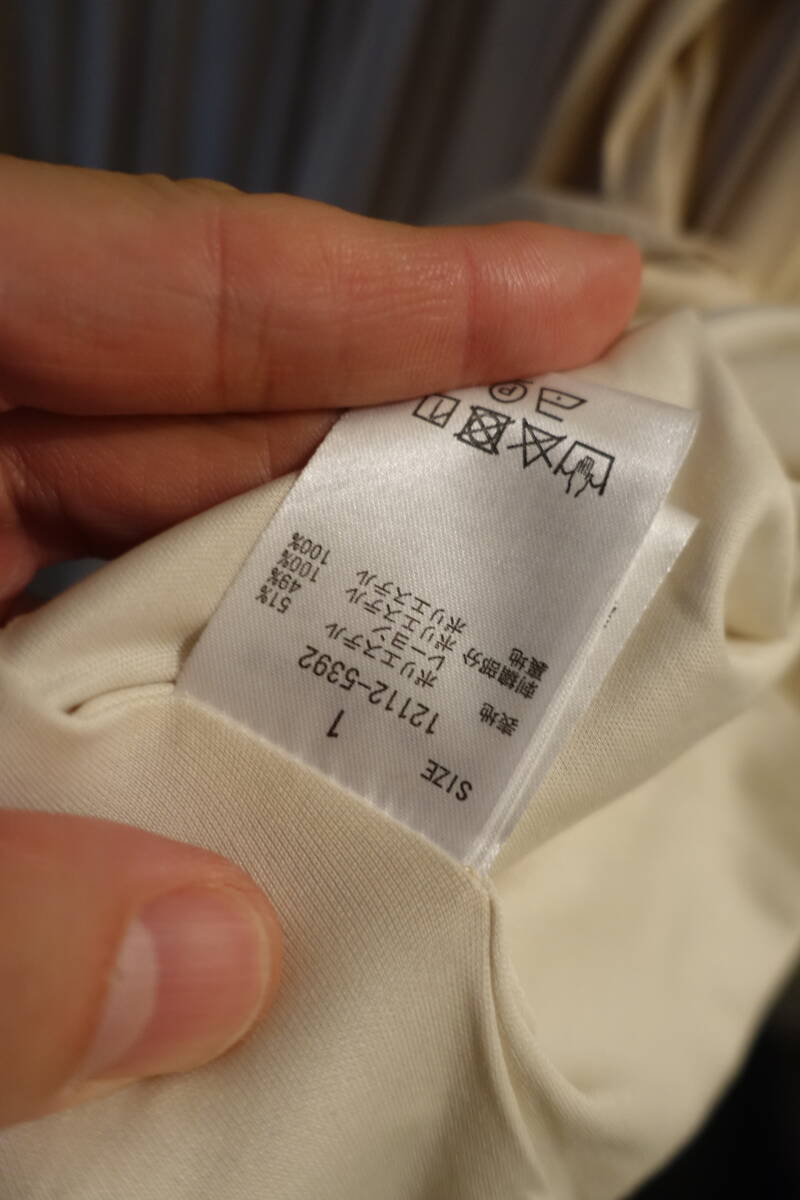 SIZE 1
12112-5392
表地 ポリエステル 51%
レーヨン 49%
刺繍部分 ポリエステル 100%
裏地 ポリエステル 100%
P